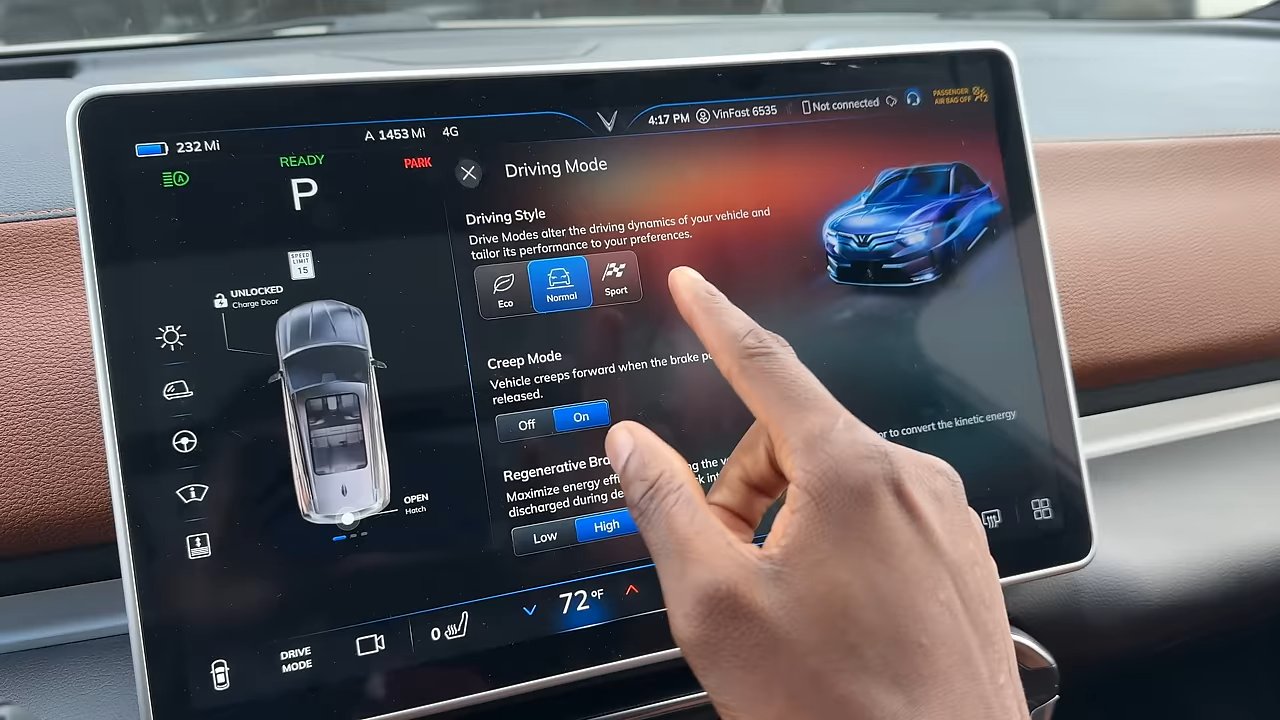 232 Mi
A 1453 Mi 4G
4:17 PM VinFast 6535
Not connected
PASSENGER
AIR BAG OFF
READY
PARK
P
SPEED
LIMIT
15
UNLOCKED
Charge Door
OPEN
Hatch
Driving Mode
Driving Style
Drive Modes alter the driving dynamics of your vehicle and
tailor its performance to your preferences.
Eco Normal Sport
Creep Mode
Vehicle creeps forward when the brake
released.
Off On
Regenerative
Maximize energy to convert the kinetic energy
discharged during
Low High
DRIVE
MODE
0
72 °F